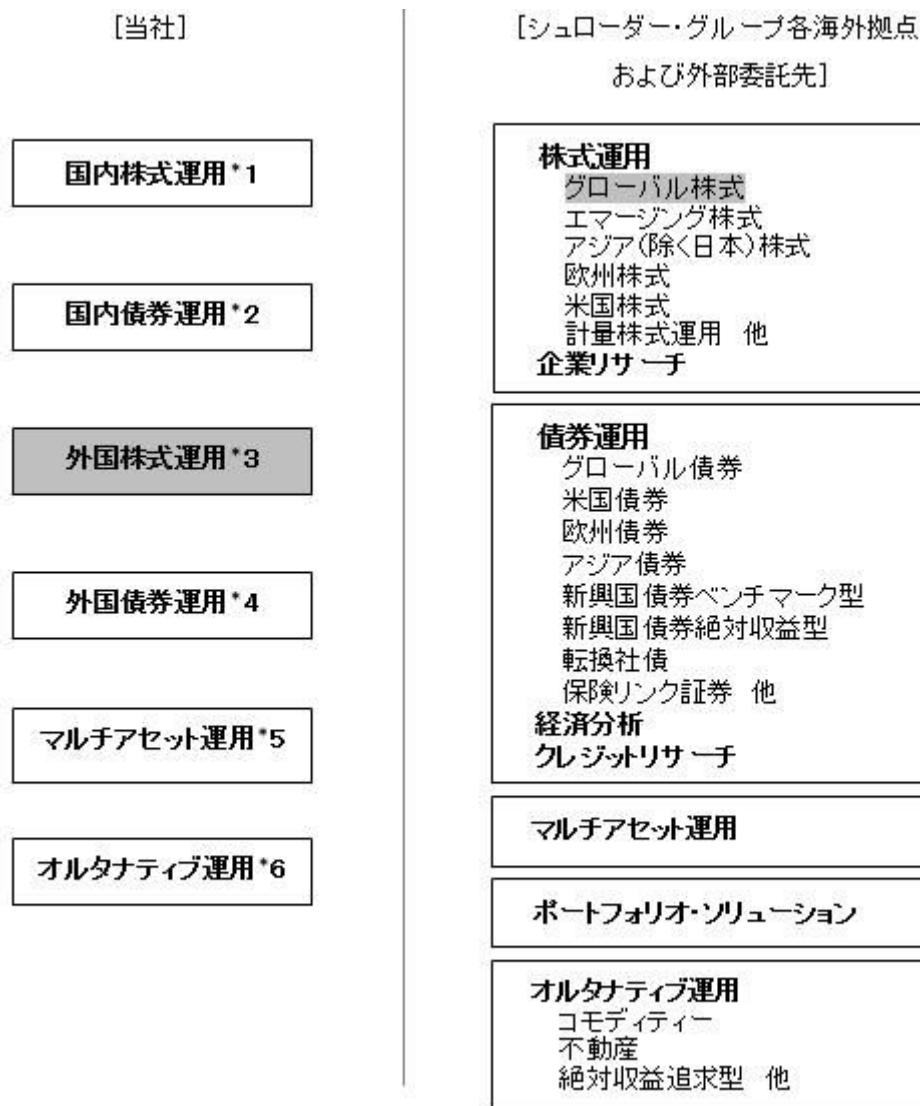 [当社]
国内株式運用*1
国内債券運用*2
外国株式運用*3
外国債券運用*4
マルチアセット運用*5
オルタナティブ運用*6
[シュローダー・グループ各海外拠点
および外部委託先]
株式運用
グローバル株式
エマージング株式
アジア(除く日本)株式
欧州株式
米国株式
計量株式運用 他
企業リサーチ
債券運用
グローバル債券
米国債券
欧州債券
アジア債券
新興国債券ベンチマーク型
新興国債券絶対収益型
転換社債
保険リンク証券 他
経済分析
クレジットリサーチ
マルチアセット運用
ポートフォリオ・ソリューション
オルタナティブ運用
コモディティー
不動産
絶対収益追求型 他